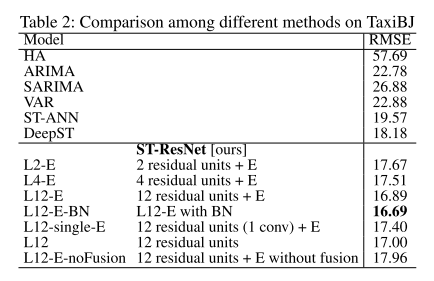 Table 2: Comparison among different methods on TaxiBJ
Model RMSE
HA 57.69
ARIMA 22.78
SARIMA 26.88
VAR 22.88
ST-ANN 19.57
DeepST 18.18
ST-ResNet [ours]
L2-E 2 residual units + E 17.67
L4-E 4 residual units + E 17.51
L12-E 12 residual units + E 16.89
L12-E-BN L12-E with BN 16.69
L12-single-E 12 residual units (1 conv) + E 17.40
L12 12 residual units 17.00
L12-E-noFusion 12 residual units + E without fusion 17.96